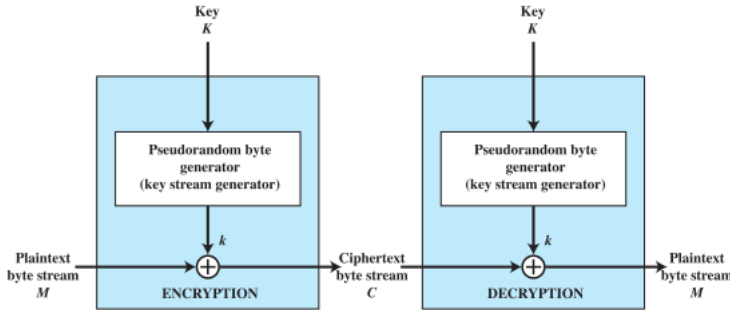 Key
K
Pseudorandom byte
generator
(key stream generator)
k
Plaintext
byte stream
M
ENCRYPTION
Ciphertext
byte stream
C
Key
K
Pseudorandom byte
generator
(key stream generator)
k
DECRYPTION
Plaintext
byte stream
M